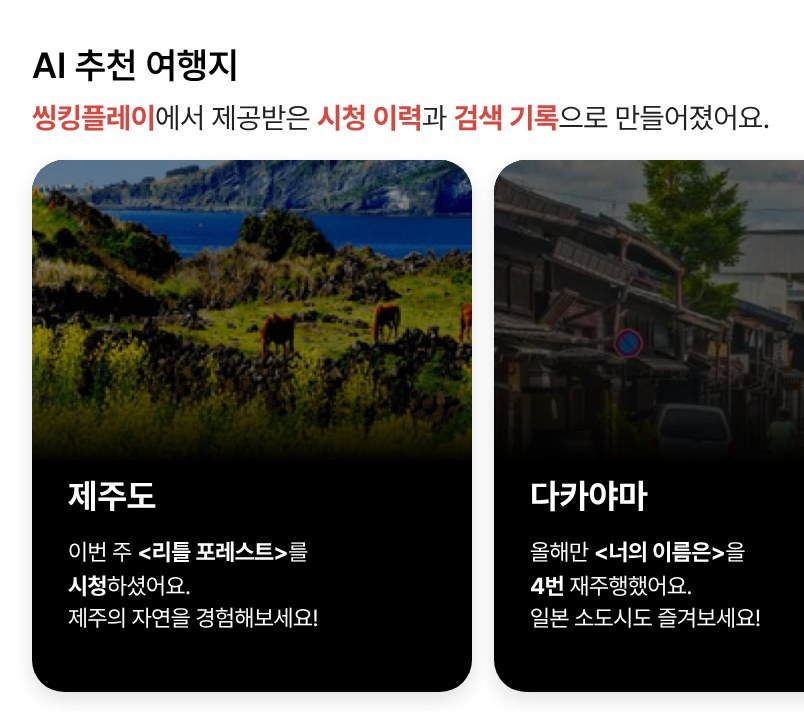 AI 추천 여행지
씽킹플레이에서 제공받은 시청 이력과 검색 기록으로 만들어졌어요.
제주도
이번 주 <리틀 포레스트>를
시청하셨어요.
제주의 자연을 경험해보세요!
다카야마
올해만 <너의 이름은>을
4번 재주행했어요.
일본 소도시도 즐겨보세요!